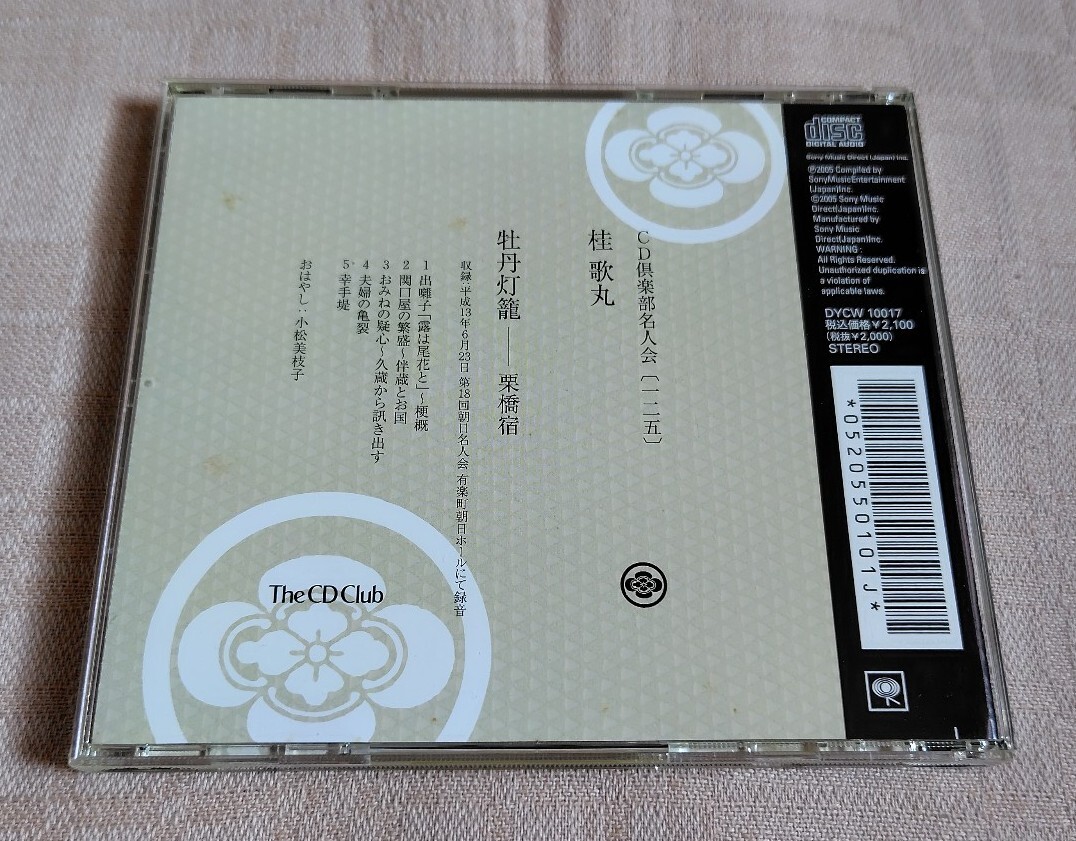 CD倶楽部名人会〔一二五〕
桂 歌丸
牡丹灯籠――栗橋宿
収録:平成13年6月23日 第18回朝日名人会 有楽町朝日ホールにて録音
1 出囃子「露は尾花と」~梗概
2 関口屋の繁盛~伴蔵とお国
3 おみねの疑心~久蔵から訊き出す
4 夫婦の亀裂
5 幸手堤
おはやし:小松美枝子
The CD Club
COMPACT
disc
DIGITAL AUDIO
Sony Music Direct (Japan) Inc.
℗2005 Compiled by
SonyMusicEntertainment
(Japan)Inc.
©2005 Sony Music
Direct(Japan)Inc.
Manufactured by
Sony Music
Direct(Japan)Inc.
WARNING:
All Rights Reserved.
Unauthorized duplication is
a violation of
applicable laws.
DYCW 10017
税込価格¥2,100
(税抜¥2,000)
STEREO
*0520550101J*